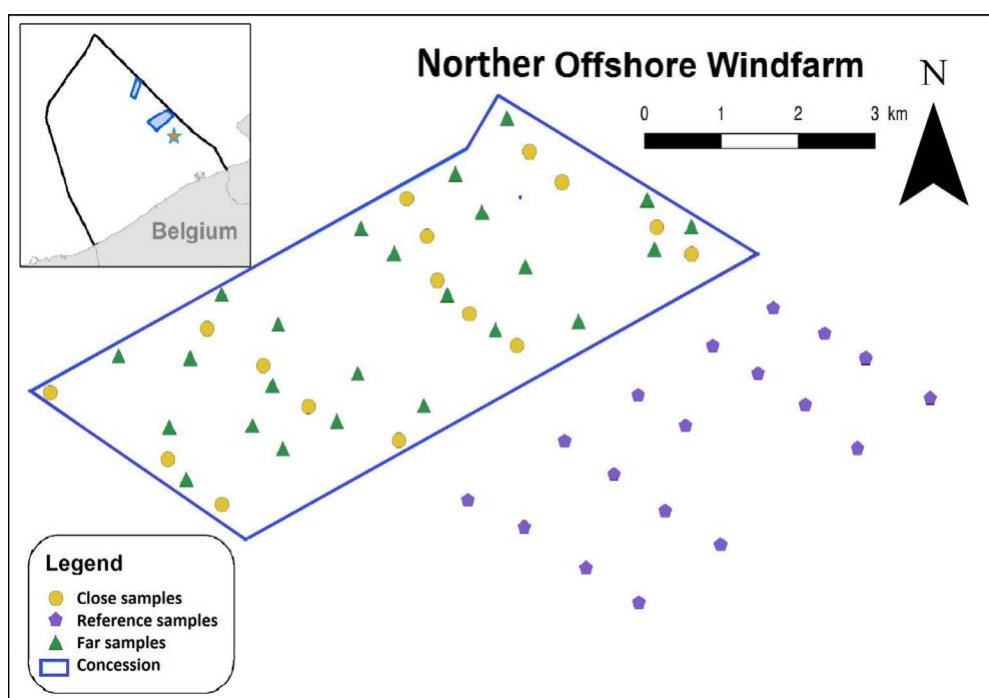 Norther Offshore Windfarm
N
0 1 2 3 km
Belgium
Legend
Close samples
Reference samples
Far samples
Concession